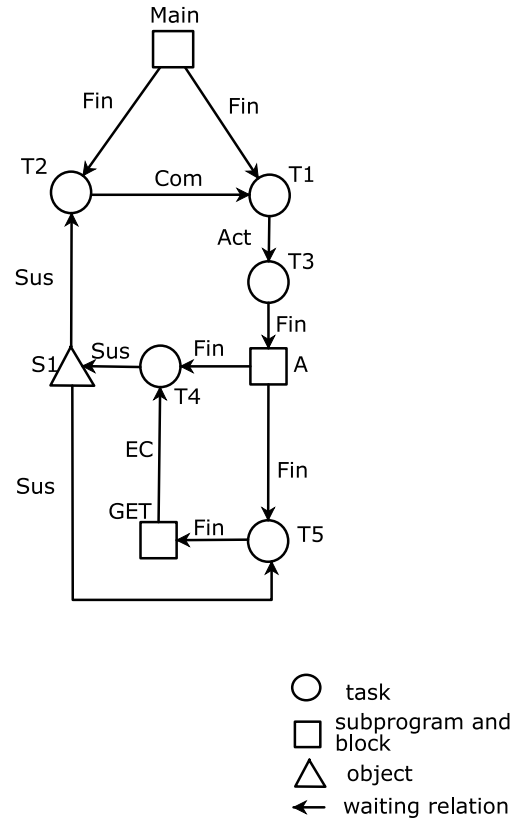 Main
Fin
Fin
T2
Com
T1
Act
T3
Sus
Fin
S1
Sus
Fin
A
T4
EC
Sus
Fin
GET
Fin
T5
task
subprogram and
block
object
waiting relation